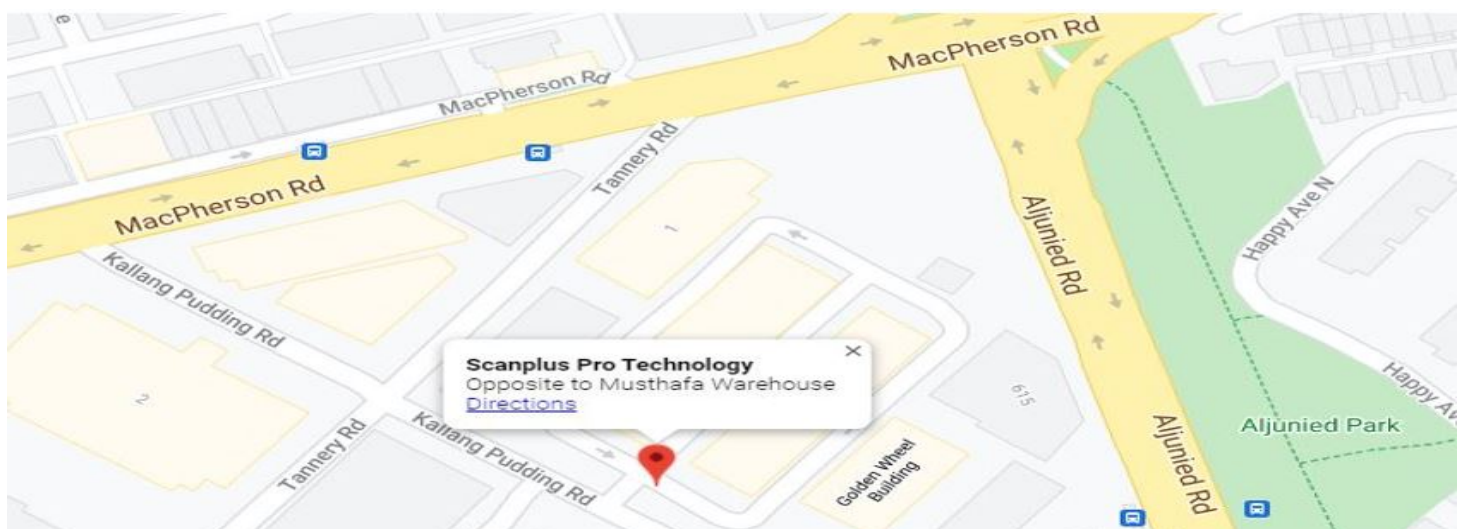 MacPherson Rd
MacPherson Rd
MacPherson Rd
Tannery Rd
Kallang Pudding Rd
1
2
Scanplus Pro Technology
Opposite to Musthafa Warehouse
Directions
Aljunied Rd
Happy Ave N
615
Happy Av
Aljunied Park
Kallang Pudding Rd
Tannery Rd
Golden Wheel
Building
Aljunied Rd